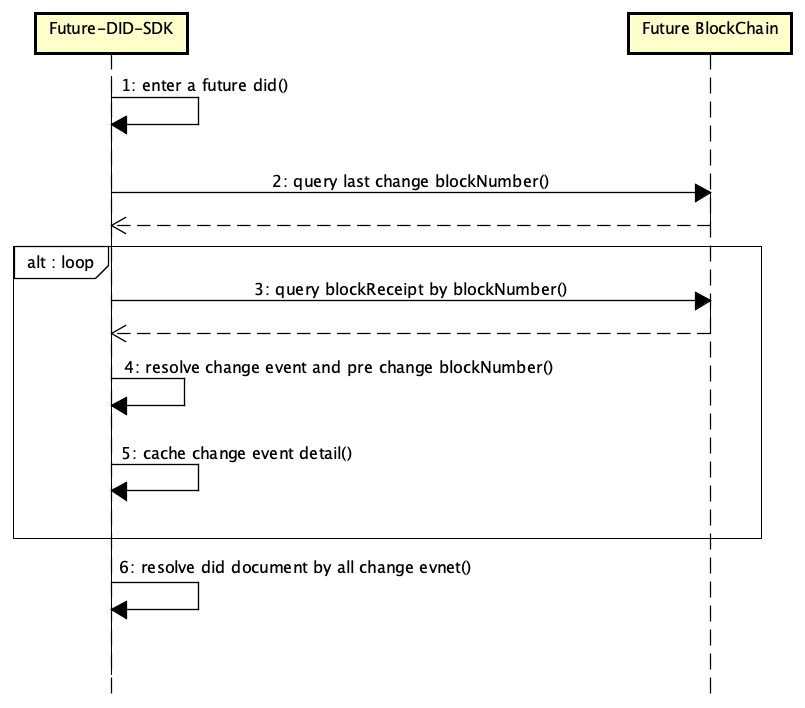 Future-DID-SDK
Future BlockChain
1: enter a future did()
2: query last change blockNumber()
alt : loop
3: query blockReceipt by blockNumber()
4: resolve change event and pre change blockNumber()
5: cache change event detail()
6: resolve did document by all change evnet()